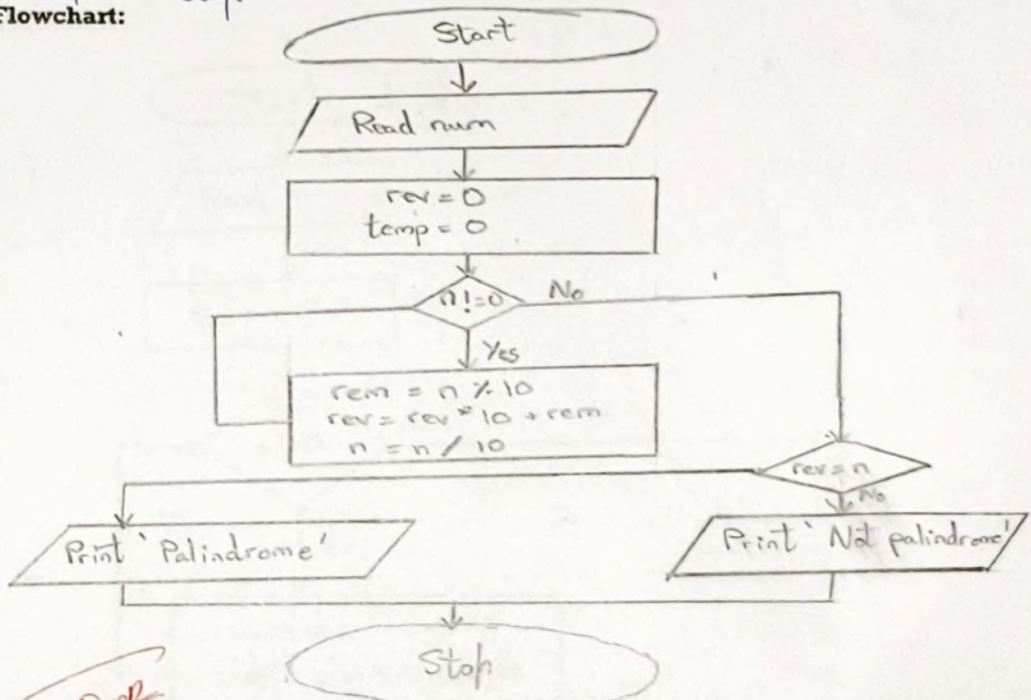 Flowchart:
Start
Read num
rev = 0
temp = 0
n!=0
No
Yes
rem = n % 10
rev = rev * 10 + rem
n = n / 10
rev = n
No
Print 'Palindrome'
Print 'Not palindrome'
Stop